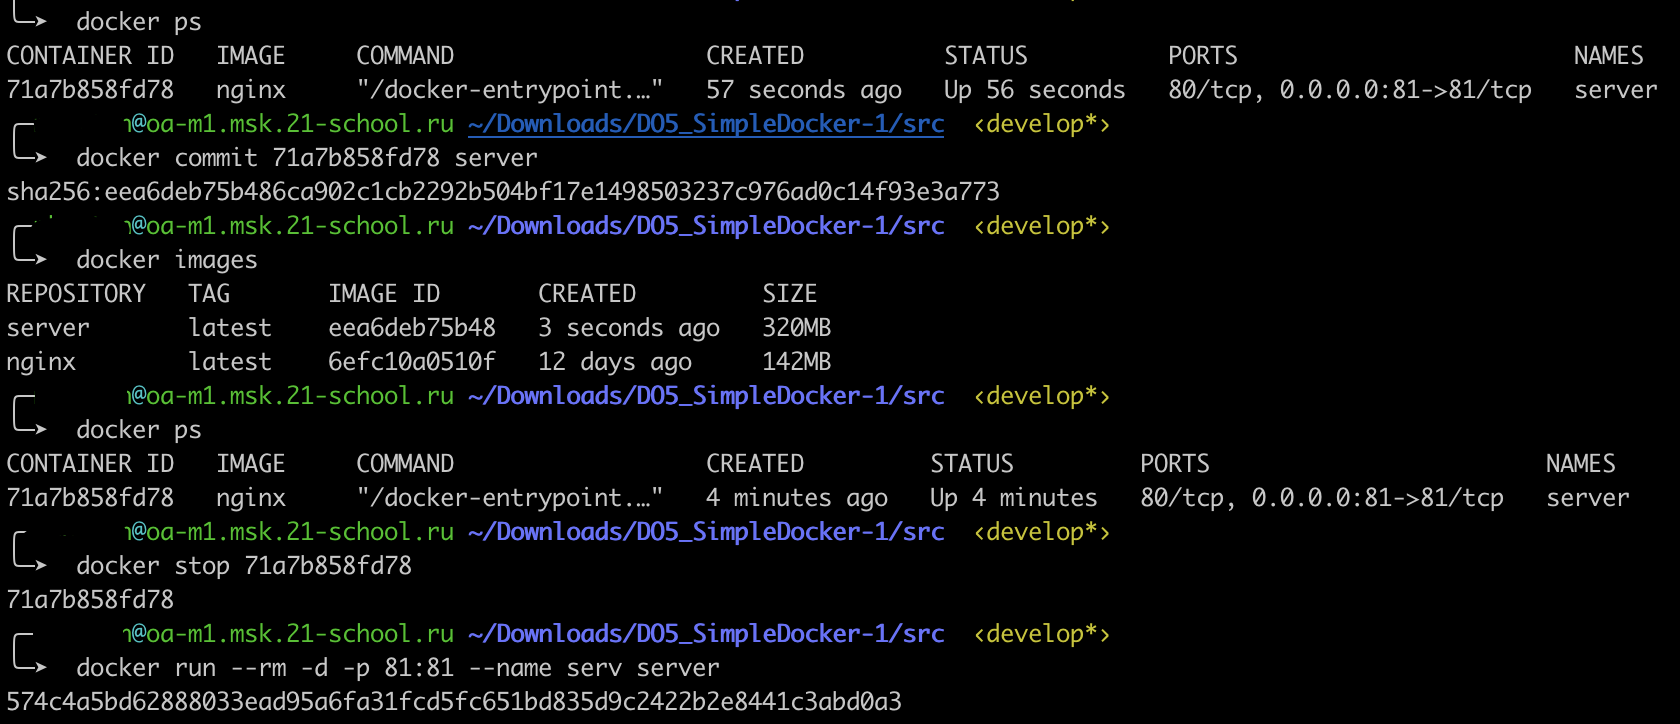 docker ps
CONTAINER ID IMAGE COMMAND CREATED STATUS PORTS NAMES
71a7b858fd78 nginx "/docker-entrypoint.…" 57 seconds ago Up 56 seconds 80/tcp, 0.0.0.0:81->81/tcp server
@oa-m1.msk.21-school.ru ~/Downloads/DO5_SimpleDocker-1/src ‹develop*›
docker commit 71a7b858fd78 server
sha256:eea6deb75b486ca902c1cb2292b504bf17e1498503237c976ad0c14f93e3a773
@oa-m1.msk.21-school.ru ~/Downloads/DO5_SimpleDocker-1/src ‹develop*›
docker images
REPOSITORY TAG IMAGE ID CREATED SIZE
server latest eea6deb75b48 3 seconds ago 320MB
nginx latest 6efc10a0510f 12 days ago 142MB
@oa-m1.msk.21-school.ru ~/Downloads/DO5_SimpleDocker-1/src ‹develop*›
docker ps
CONTAINER ID IMAGE COMMAND CREATED STATUS PORTS NAMES
71a7b858fd78 nginx "/docker-entrypoint.…" 4 minutes ago Up 4 minutes 80/tcp, 0.0.0.0:81->81/tcp server
@oa-m1.msk.21-school.ru ~/Downloads/DO5_SimpleDocker-1/src ‹develop*›
docker stop 71a7b858fd78
71a7b858fd78
@oa-m1.msk.21-school.ru ~/Downloads/DO5_SimpleDocker-1/src ‹develop*›
docker run --rm -d -p 81:81 --name serv server
574c4a5bd62888033ead95a6fa31fcd5fc651bd835d9c2422b2e8441c3abd0a3